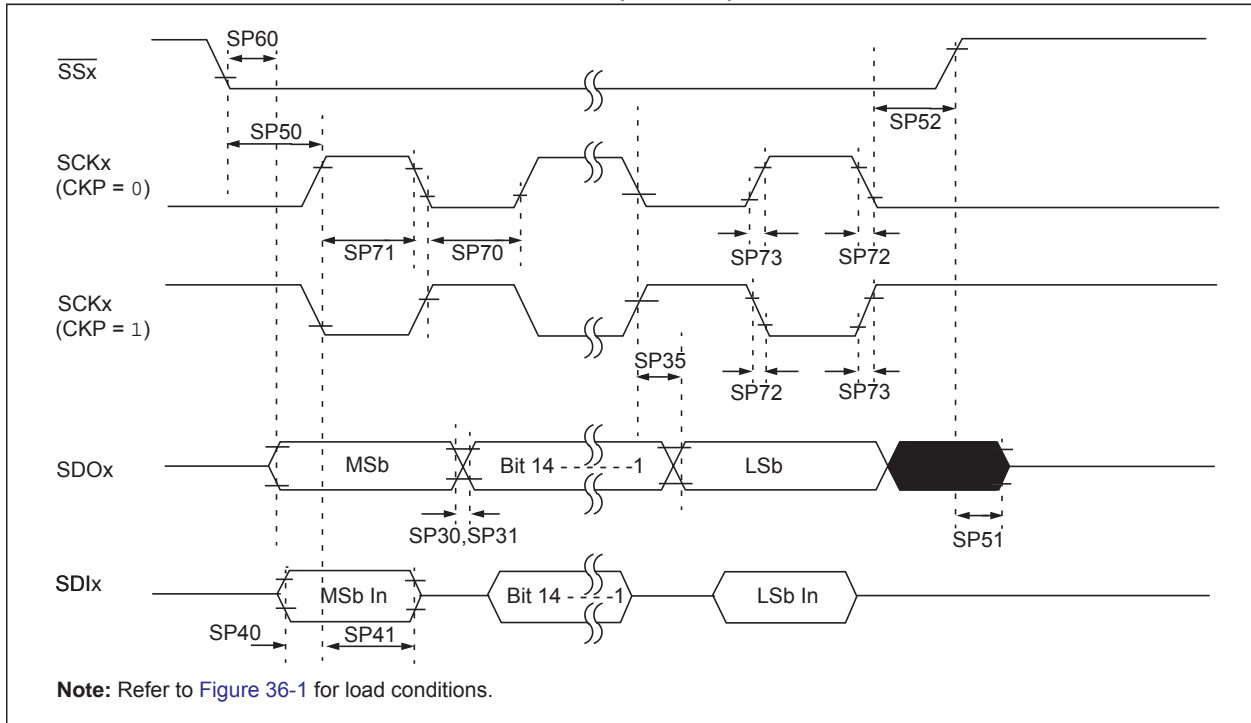 SP60
SSx
SP50
SP52
SCKx
(CKP = 0)
SP71
SP70
SP73
SP72
SCKx
(CKP = 1)
SP35
SP72
SP73
SDOx
MSb
Bit 14 - - - - - -1
LSb
SP30,SP31
SP51
SDIx
MSb In
Bit 14 - - - -1
LSb In
SP40
SP41
Note: Refer to Figure 36-1 for load conditions.